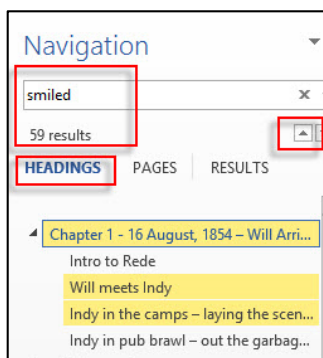 Navigation
smiled
59 results
HEADINGS PAGES RESULTS
Chapter 1 - 16 August, 1854 – Will Arri...
Intro to Rede
Will meets Indy
Indy in the camps – laying the scen...
Indy in pub brawl – out the garbag...